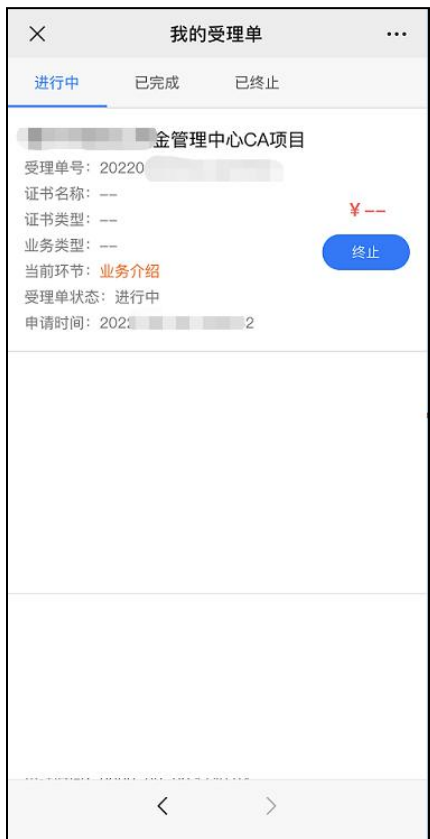 我的受理单
进行中 已完成 已终止
金管理中心CA项目
受理单号：20220
证书名称：--
证书类型：--
￥--
业务类型：--
终止
当前环节：业务介绍
受理单状态：进行中
申请时间：2022 2